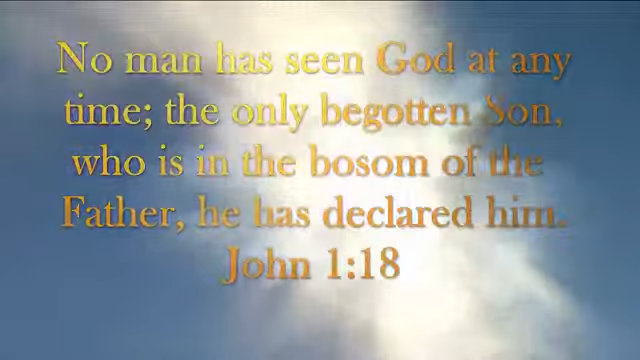 No man has seen God at any
time; the only begotten Son,
who is in the bosom of the
Father, he has declared him.
John 1:18